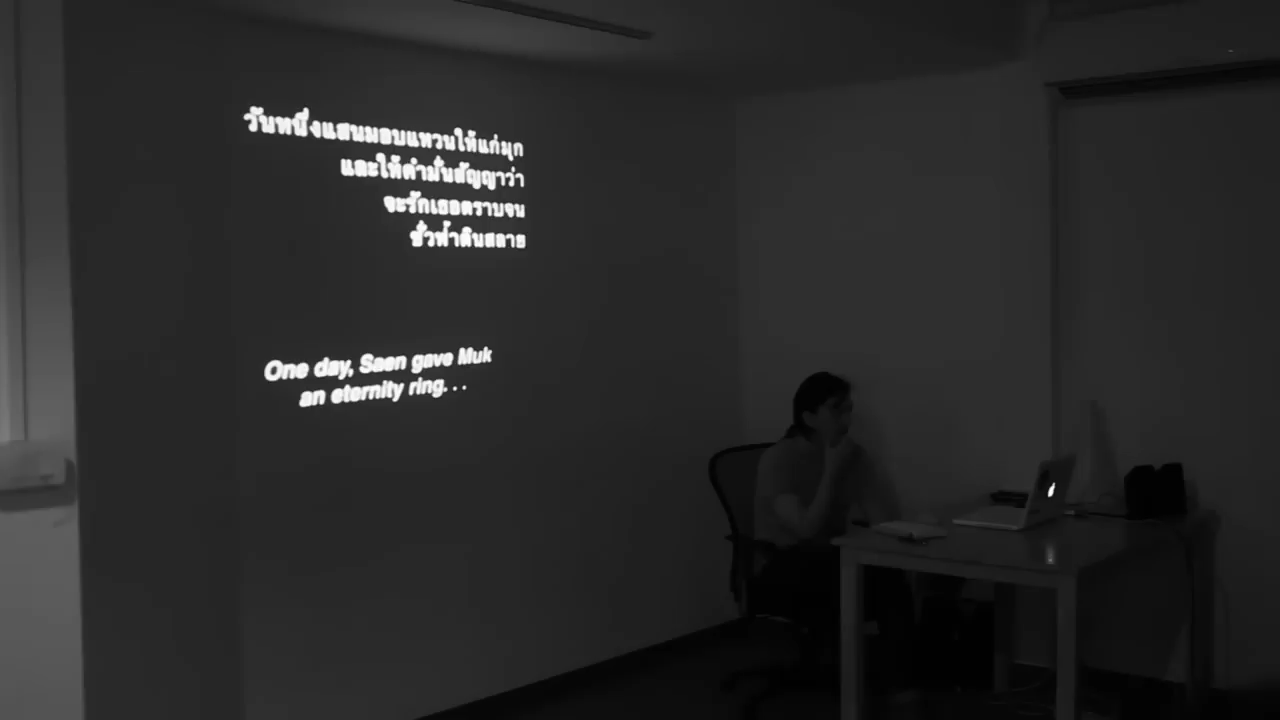 วันหนึ่งแสนมอบแหวนให้แก่มุก
และให้คำมั่นสัญญาว่า
จะรักเธอตราบจน
ชั่วฟ้าดินสลาย
One day, Saen gave Muk
an eternity ring...